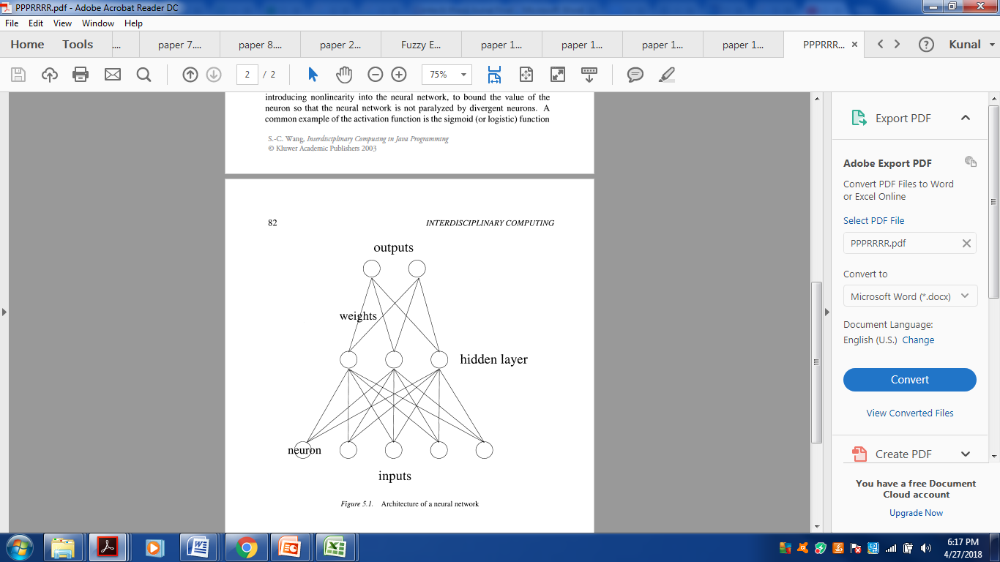 PPPRRRR.pdf - Adobe Acrobat Reader DC
File Edit View Window Help
Home Tools .... paper 7.... paper 8.... paper 2... Fuzzy E... paper 1... paper 1... paper 1... paper 1... PPPRRR... Kunal
2 / 2 75%
introducing nonlinearity into the neural network, to bound the value of the
neuron so that the neural network is not paralyzed by divergent neurons. A
common example of the activation function is the sigmoid (or logistic) function
S.-C. Wang, Interdisciplinary Computing in Java Programming
© Kluwer Academic Publishers 2003
82 INTERDISCIPLINARY COMPUTING
outputs
weights
hidden layer
neuron
inputs
Figure 5.1. Architecture of a neural network
Export PDF
Adobe Export PDF
Convert PDF Files to Word
or Excel Online
Select PDF File
PPPRRRR.pdf
Convert to
Microsoft Word (*.docx)
Document Language:
English (U.S.) Change
Convert
View Converted Files
Create PDF
You have a free Document
Cloud account
Upgrade Now
6:17 PM
4/27/2018